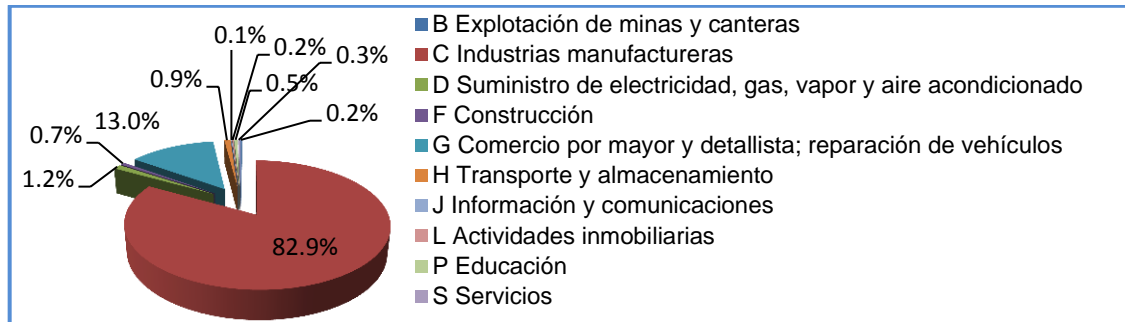 0.1%
0.2%
0.3%
0.9%
0.5%
0.2%
13.0%
0.7%
1.2%
82.9%
B Explotación de minas y canteras
C Industrias manufactureras
D Suministro de electricidad, gas, vapor y aire acondicionado
F Construcción
G Comercio por mayor y detallista; reparación de vehículos
H Transporte y almacenamiento
J Información y comunicaciones
L Actividades inmobiliarias
P Educación
S Servicios